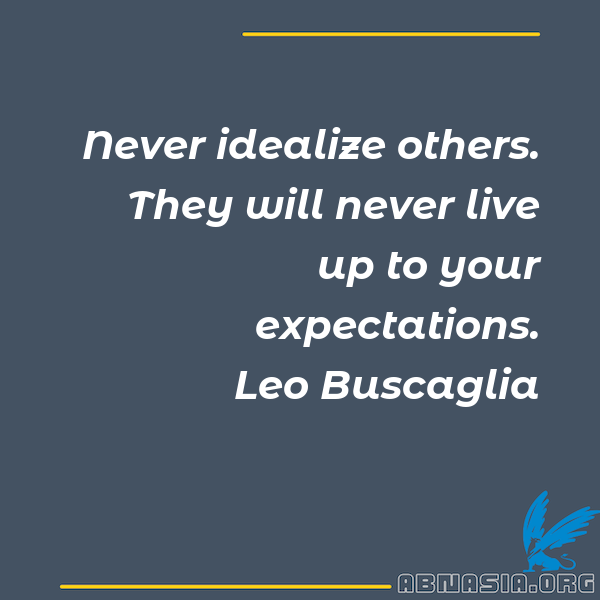 Never idealize others.
They will never live
up to your
expectations.
Leo Buscaglia
ABNASIA.ORG